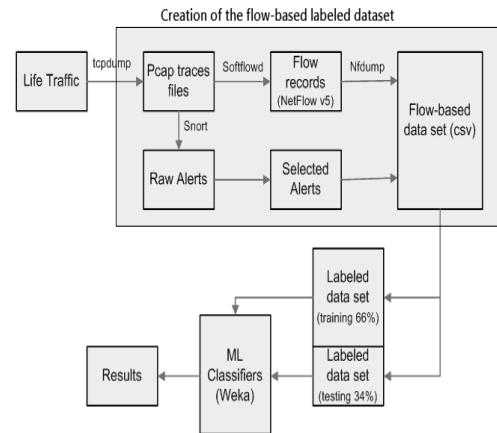 Creation of the flow-based labeled dataset
Life Traffic
tcpdump
Pcap traces
files
Softflowd
Flow
records
(NetFlow v5)
Nfdump
Flow-based
data set (csv)
Snort
Raw Alerts
Selected
Alerts
Labeled
data set
(training 66%)
Labeled
data set
(testing 34%)
ML
Classifiers
(Weka)
Results